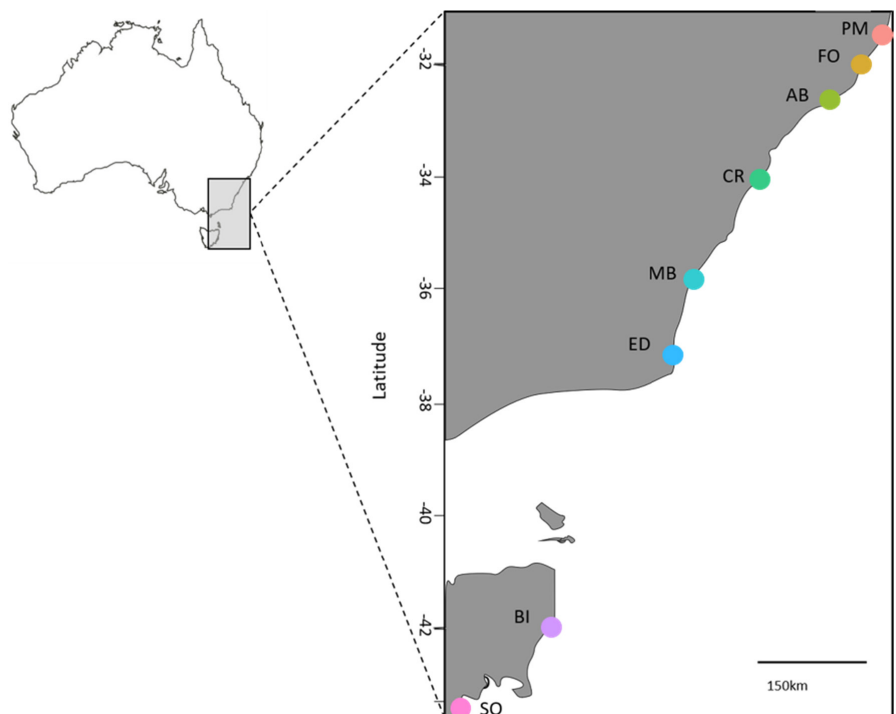 PM
FO
-32
AB
-34
CR
MB
-36
ED
Latitude
-38
-40
BI
-42
150km
SO